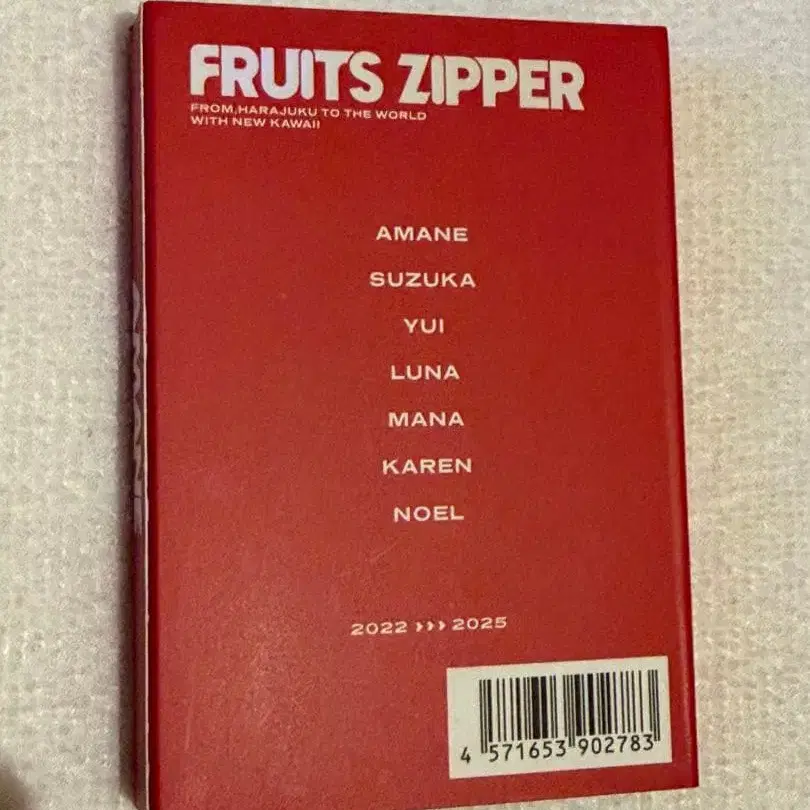 FRUITS ZIPPER
FROM HARAJUKU TO THE WORLD
WITH NEW KAWAII
AMANE
SUZUKA
YUI
LUNA
MANA
KAREN
NOEL
2022 >>> 2025
4 571653 902783
AMANE